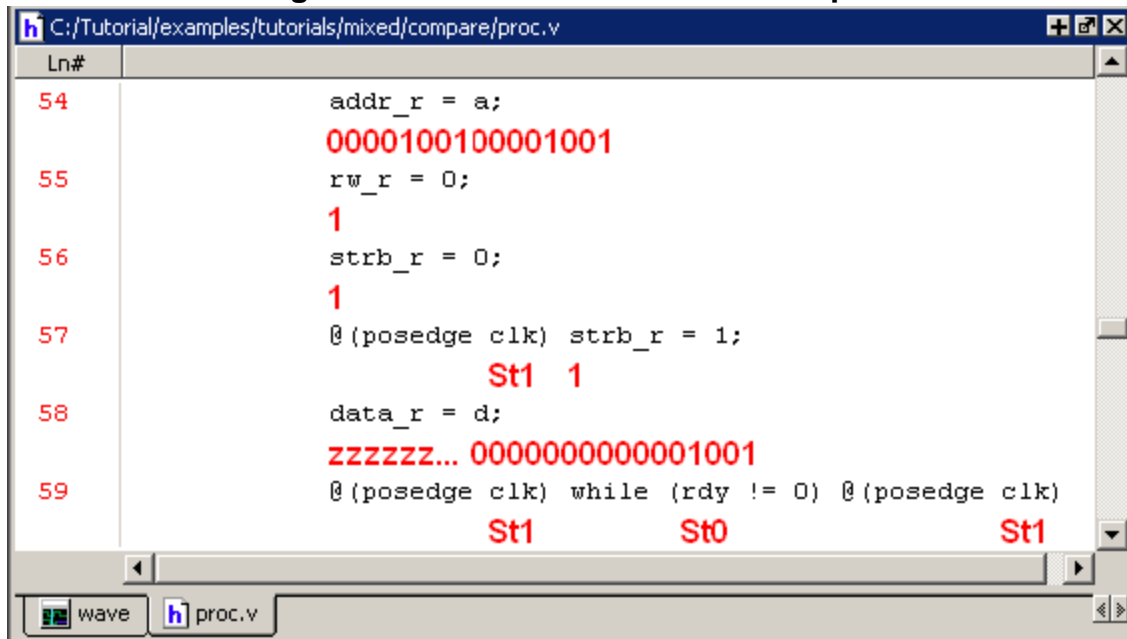 C:/Tutorial/examples/tutorials/mixed/compare/proc.v
Ln#
54 addr_r = a;
0000100100001001
55 rw_r = 0;
1
56 strb_r = 0;
1
57 @(posedge clk) strb_r = 1;
St1 1
58 data_r = d;
zzzzzz... 0000000000001001
59 @(posedge clk) while (rdy != 0) @(posedge clk)
St1 St0 St1
wave proc.v